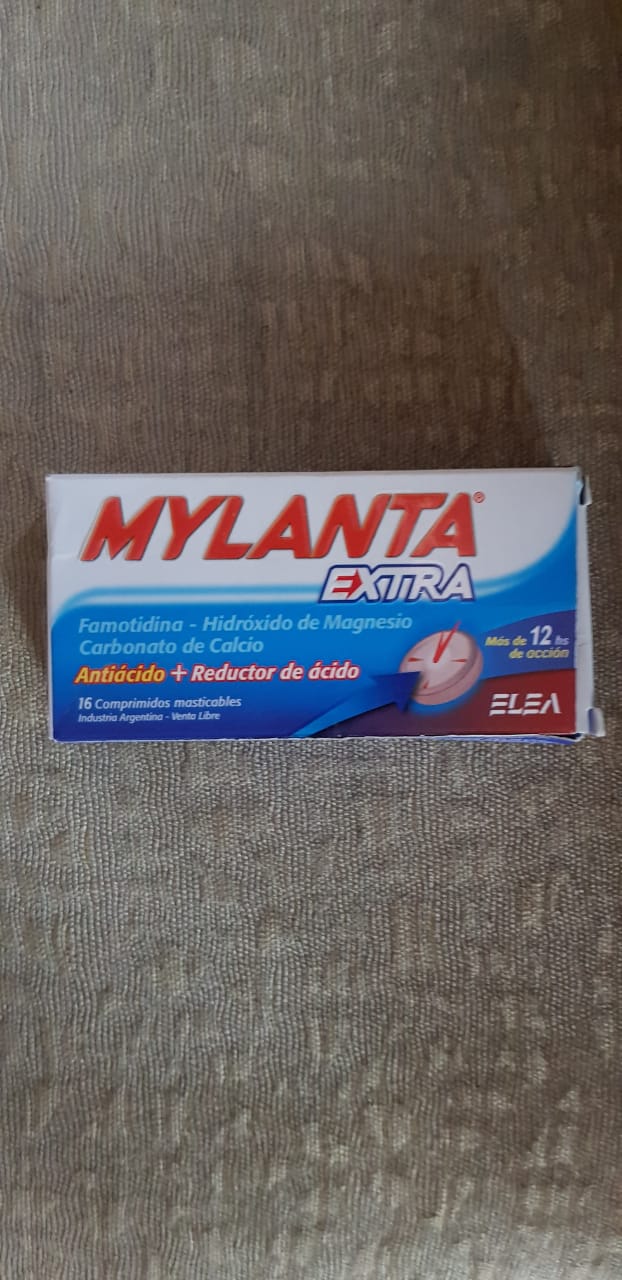 MYLANTA®
EXTRA
Famotidina - Hidróxido de Magnesio
Carbonato de Calcio
Antiácido + Reductor de ácido
16 Comprimidos masticables
Industria Argentina - Venta Libre
Más de 12 hs
de acción
ELEA